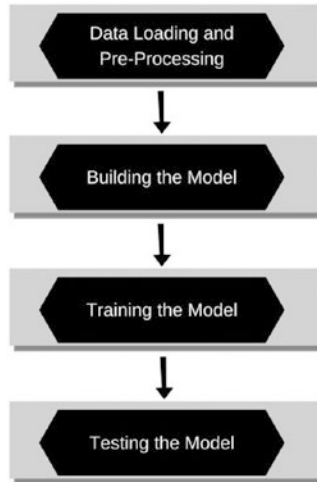 Data Loading and
Pre-Processing
Building the Model
Training the Model
Testing the Model